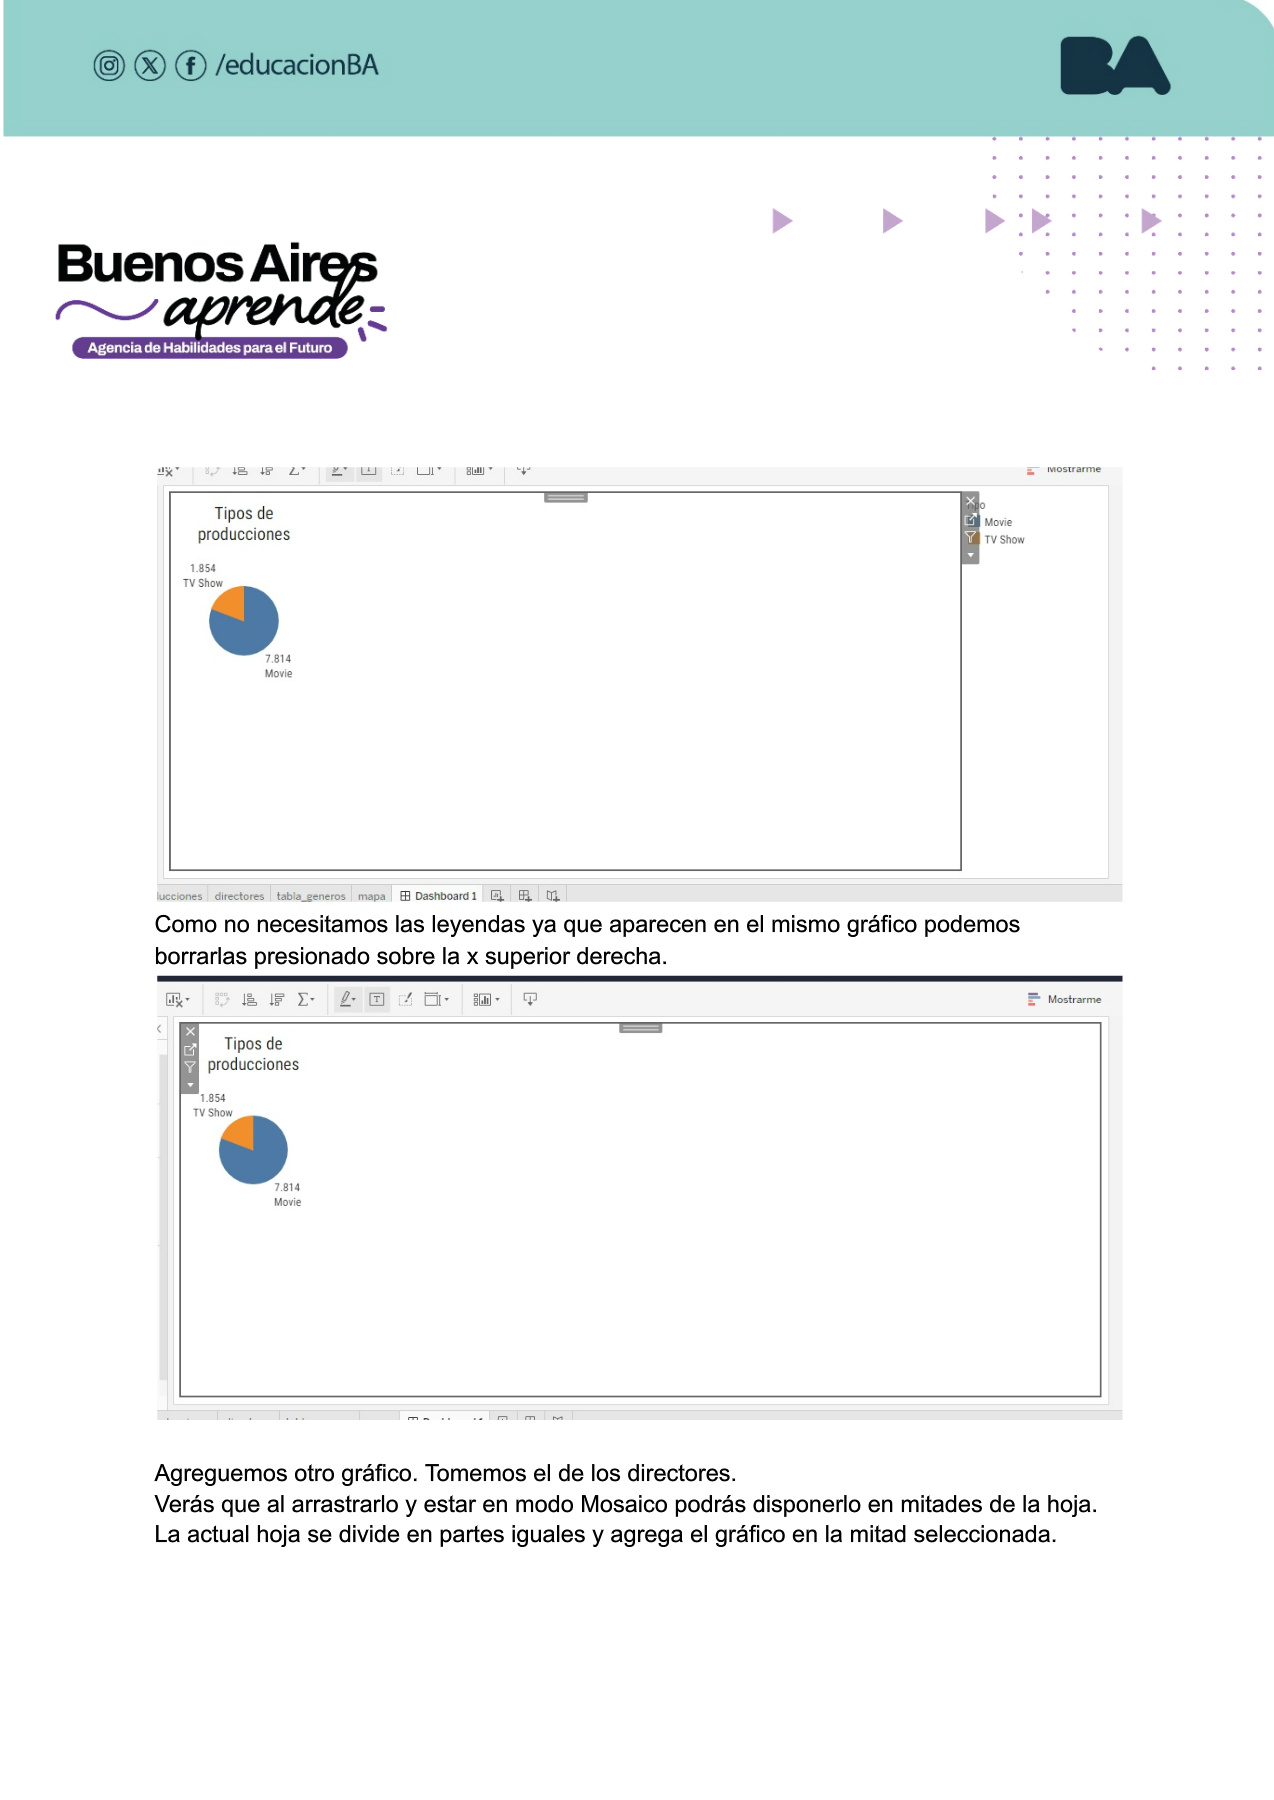 /educacionBA
BA
Buenos Aires
aprende
Agencia de Habilidades para el Futuro
Mostrarme
Tipos de
producciones
1.854
TV Show
7.814
Movie
Movie
TV Show
ucciones directores tabla_generos mapa Dashboard 1
Como no necesitamos las leyendas ya que aparecen en el mismo gráfico podemos
borrarlas presionado sobre la x superior derecha.
Mostrarme
Tipos de
producciones
1.854
TV Show
7.814
Movie
Agreguemos otro gráfico. Tomemos el de los directores.
Verás que al arrastrarlo y estar en modo Mosaico podrás disponerlo en mitades de la hoja.
La actual hoja se divide en partes iguales y agrega el gráfico en la mitad seleccionada.